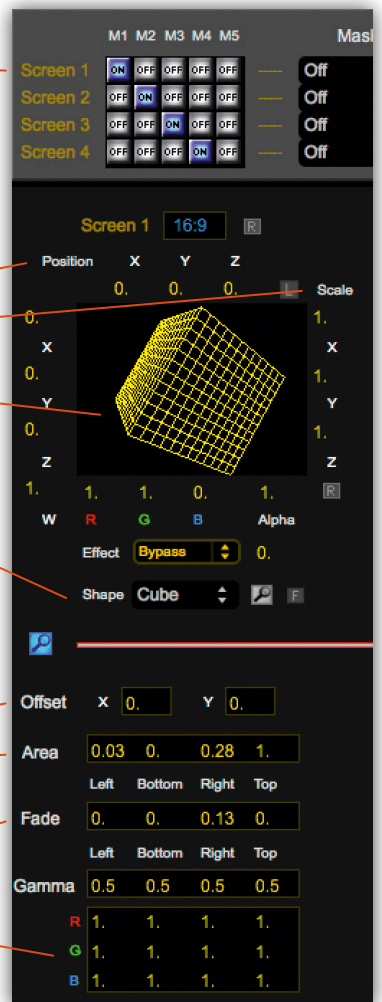 M1 M2 M3 M4 M5 Mas
Screen 1 ON OFF OFF OFF OFF Off
Screen 2 OFF ON OFF OFF OFF Off
Screen 3 OFF OFF ON OFF OFF Off
Screen 4 OFF OFF OFF ON OFF Off
Screen 1 16:9 R
Position X Y Z
0. 0. 0. L Scale
0. 1.
X X
0. 1.
Y Y
0. 1.
Z Z
1. 1. 1. 0. 1. R
W R G B Alpha
Effect Bypass 0.
Shape Cube F
Offset X 0. Y 0.
Area 0.03 0. 0.28 1.
Left Bottom Right Top
Fade 0. 0. 0.13 0.
Left Bottom Right Top
Gamma 0.5 0.5 0.5 0.5
R 1. 1. 1. 1.
G 1. 1. 1. 1.
B 1. 1. 1. 1.